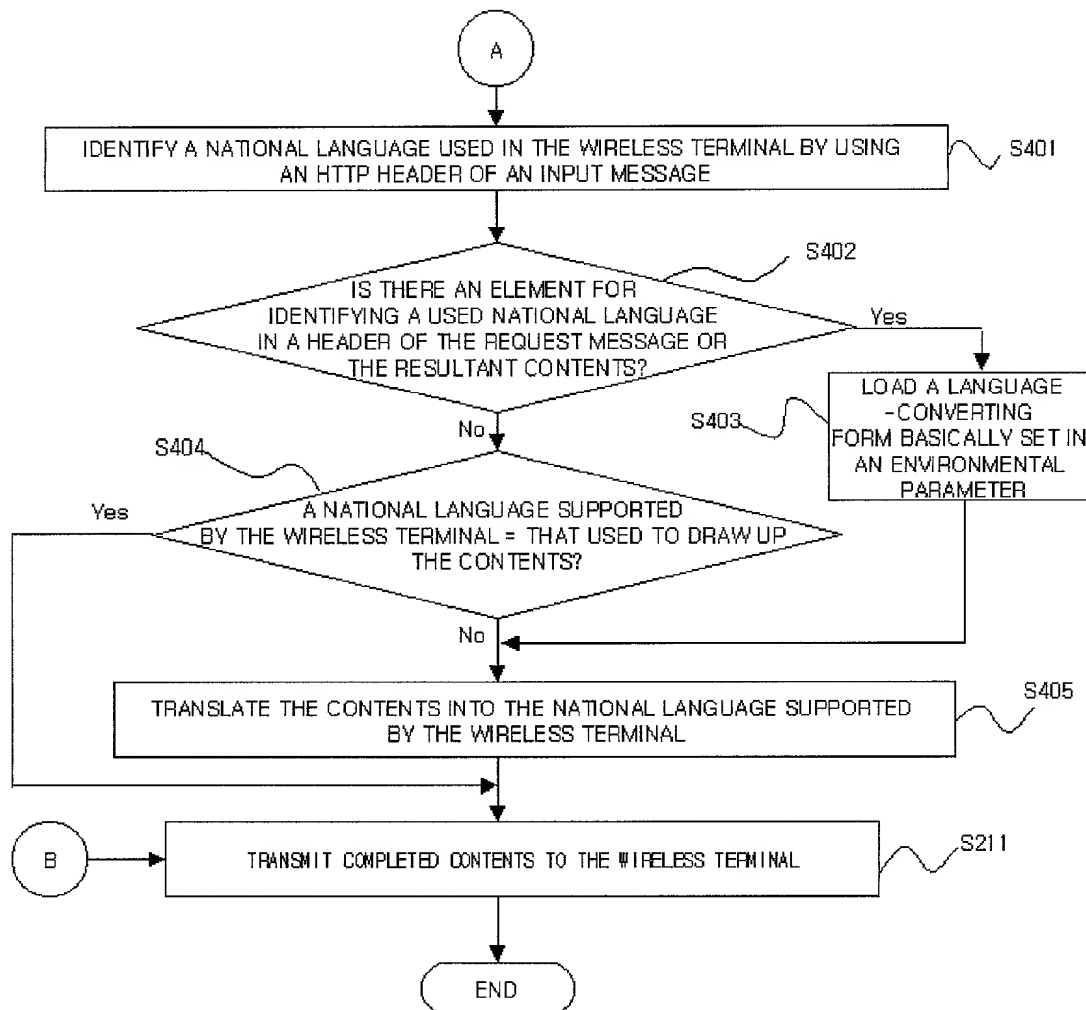 A
IDENTIFY A NATIONAL LANGUAGE USED IN THE WIRELESS TERMINAL BY USING
AN HTTP HEADER OF AN INPUT MESSAGE
S401
S402
IS THERE AN ELEMENT FOR
IDENTIFYING A USED NATIONAL LANGUAGE
IN A HEADER OF THE REQUEST MESSAGE OR
THE RESULTANT CONTENTS?
Yes
LOAD A LANGUAGE
-CONVERTING
FORM BASICALLY SET IN
AN ENVIRONMENTAL
PARAMETER
S403
No
S404
Yes
A NATIONAL LANGUAGE SUPPORTED
BY THE WIRELESS TERMINAL = THAT USED TO DRAW UP
THE CONTENTS?
No
S405
TRANSLATE THE CONTENTS INTO THE NATIONAL LANGUAGE SUPPORTED
BY THE WIRELESS TERMINAL
B
TRANSMIT COMPLETED CONTENTS TO THE WIRELESS TERMINAL
S211
END